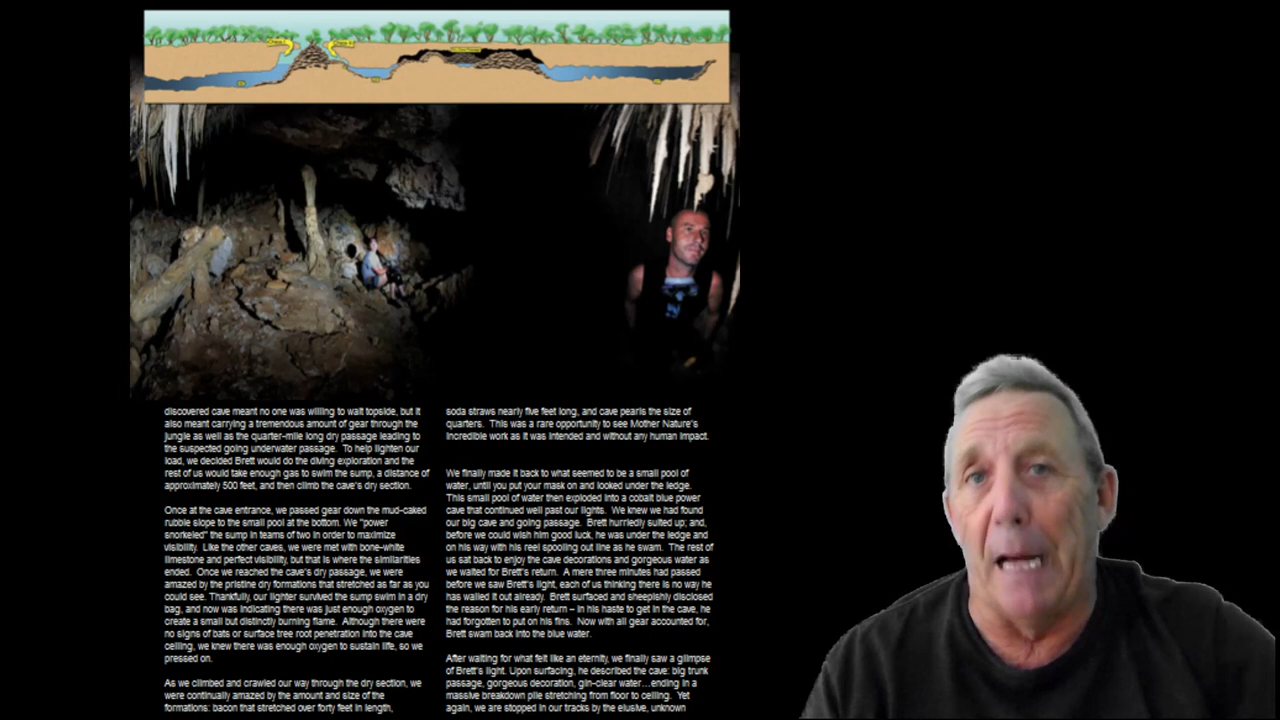 discovered cave meant no one was willing to wait topside, but it
also meant carrying a tremendous amount of gear through the
jungle as well as the quarter-mile long dry passage leading to
the suspected going underwater passage. To help lighten our
load, we decided Brett would do the diving exploration and the
rest of us would take enough gas to swim the sump, a distance of
approximately 500 feet, and then climb the cave's dry section.
Once at the cave entrance, we passed gear down the mud-caked
rubble slope to the small pool at the bottom. We "power
snorkeled" the sump in teams of two in order to maximize
visibility. Like the other caves, we were met with bone-white
limestone and perfect visibility, but that is where the similarities
ended. Once we reached the cave's dry passage, we were
amazed by the pristine dry formations that stretched as far as you
could see. Thankfully, our lighter survived the sump swim in a dry
bag, and now was indicating there was just enough oxygen to
create a small but distinctly burning flame. Although there were
no signs of bats or surface tree root penetration into the cave
ceiling, we knew there was enough oxygen to sustain life, so we
pressed on.
As we climbed and crawled our way through the dry section, we
were continually amazed by the amount and size of the
formations: bacon that stretched over forty feet in length,
soda straws nearly five feet long, and cave pearls the size of
quarters. This was a rare opportunity to see Mother Nature's
incredible work as it was intended and without any human impact.
We finally made it back to what seemed to be a small pool of
water, until you put your mask on and looked under the ledge.
This small pool of water then exploded into a cobalt blue power
cave that continued well past our lights. We knew we had found
our big cave and going passage. Brett hurriedly suited up; and,
before we could wish him good luck, he was under the ledge and
on his way with his reel spooling out line as he swam. The rest of
us sat back to enjoy the cave decorations and gorgeous water as
we waited for Brett's return. A mere three minutes had passed
before we saw Brett's light, each of us thinking there is no way he
has walled it out already. Brett surfaced and sheepishly disclosed
the reason for his early return – in his haste to get in the cave, he
had forgotten to put on his fins. Now with all gear accounted for,
Brett swam back into the blue water.
After waiting for what felt like an eternity, we finally saw a glimpse
of Brett's light. Upon surfacing, he described the cave: big trunk
passage, gorgeous decoration, gin-clear water…ending in a
massive breakdown pile stretching from floor to ceiling. Yet
again, we are stopped in our tracks by the elusive, unknown